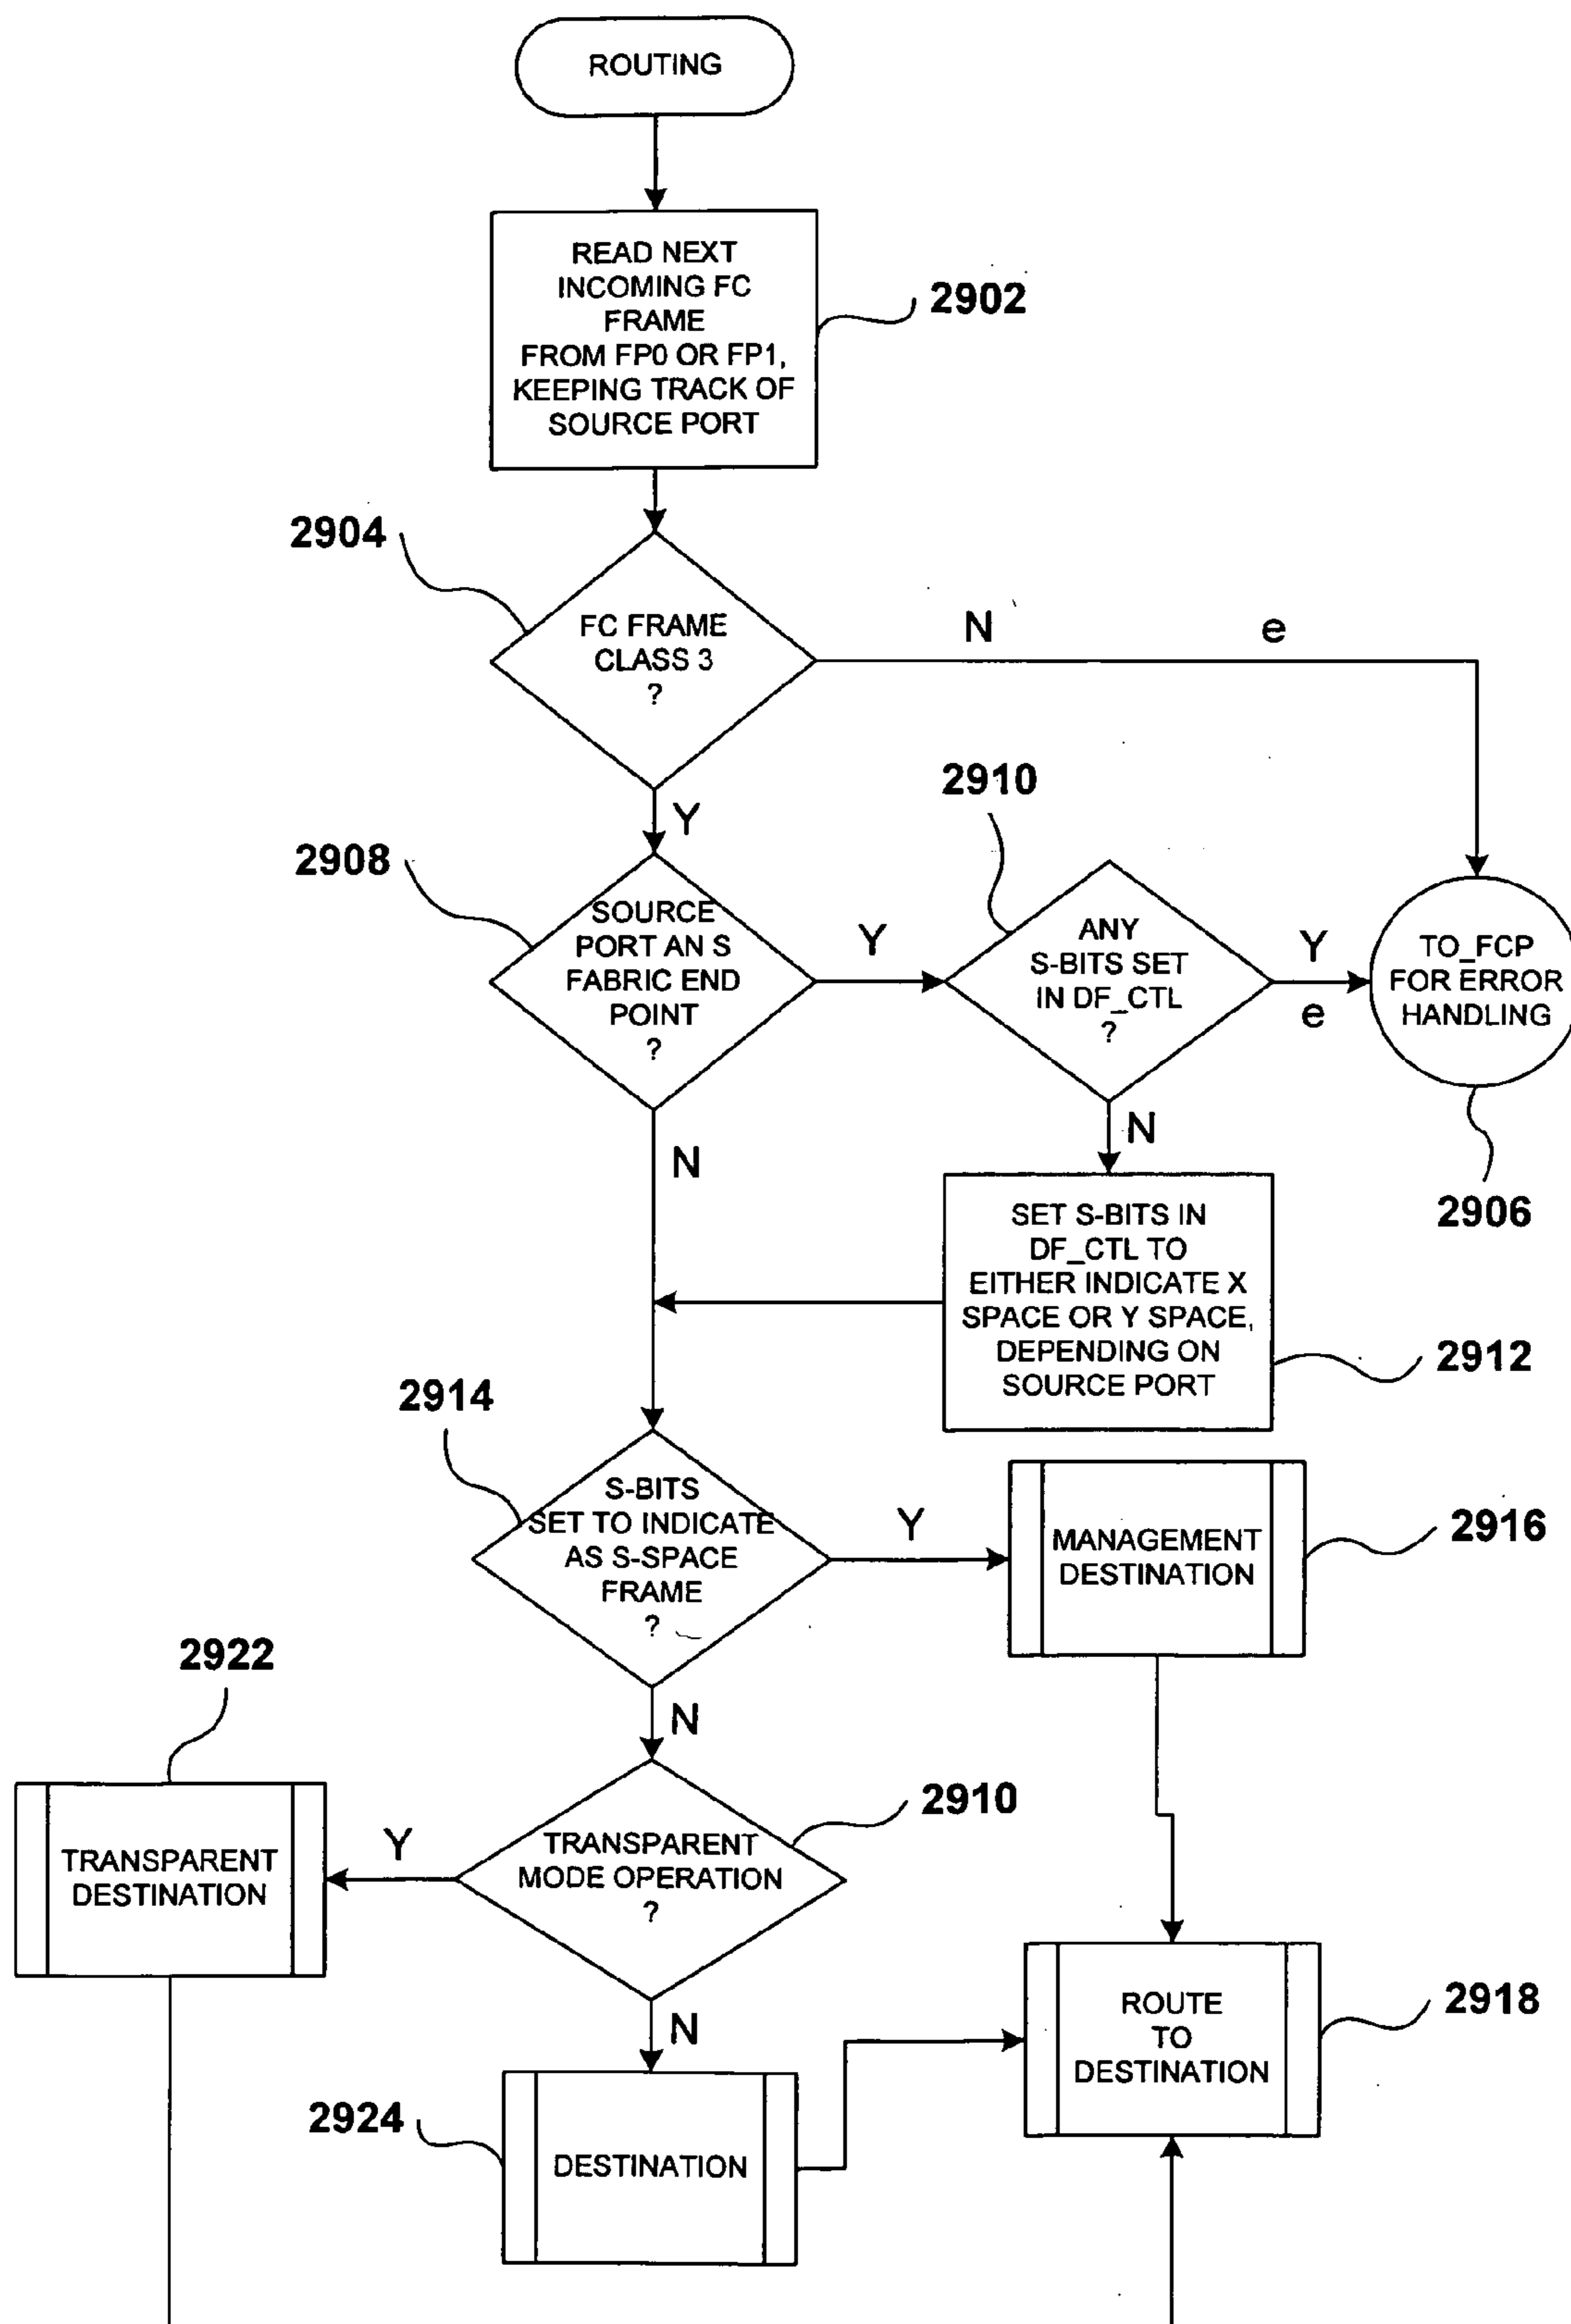 ROUTING
READ NEXT
INCOMING FC
FRAME
FROM FP0 OR FP1,
KEEPING TRACK OF
SOURCE PORT
2902
2904
FC FRAME
CLASS 3
?
N
e
Y
2908
SOURCE
PORT AN S
FABRIC END
POINT
?
Y
2910
ANY
S-BITS SET
IN DF_CTL
?
Y
e
TO_FCP
FOR ERROR
HANDLING
2906
N
N
SET S-BITS IN
DF_CTL TO
EITHER INDICATE X
SPACE OR Y SPACE,
DEPENDING ON
SOURCE PORT
2912
2914
S-BITS
SET TO INDICATE
AS S-SPACE
FRAME
?
Y
MANAGEMENT
DESTINATION
2916
N
2922
TRANSPARENT
DESTINATION
Y
TRANSPARENT
MODE OPERATION
?
2910
N
2924
DESTINATION
ROUTE
TO
DESTINATION
2918